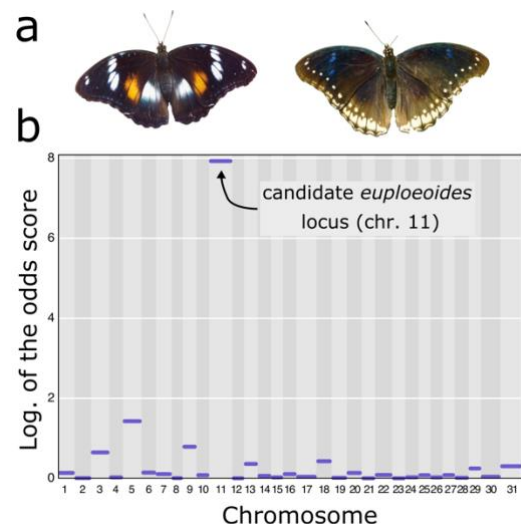 a
b
8
6
4
2
0
Log. of the odds score
candidate euploeoides
locus (chr. 11)
1 2 3 4 5 6 7 8 9 10 11 12 13 14 15 16 17 18 19 20 21 22 23 24 25 26 27 28 29 30 31
Chromosome